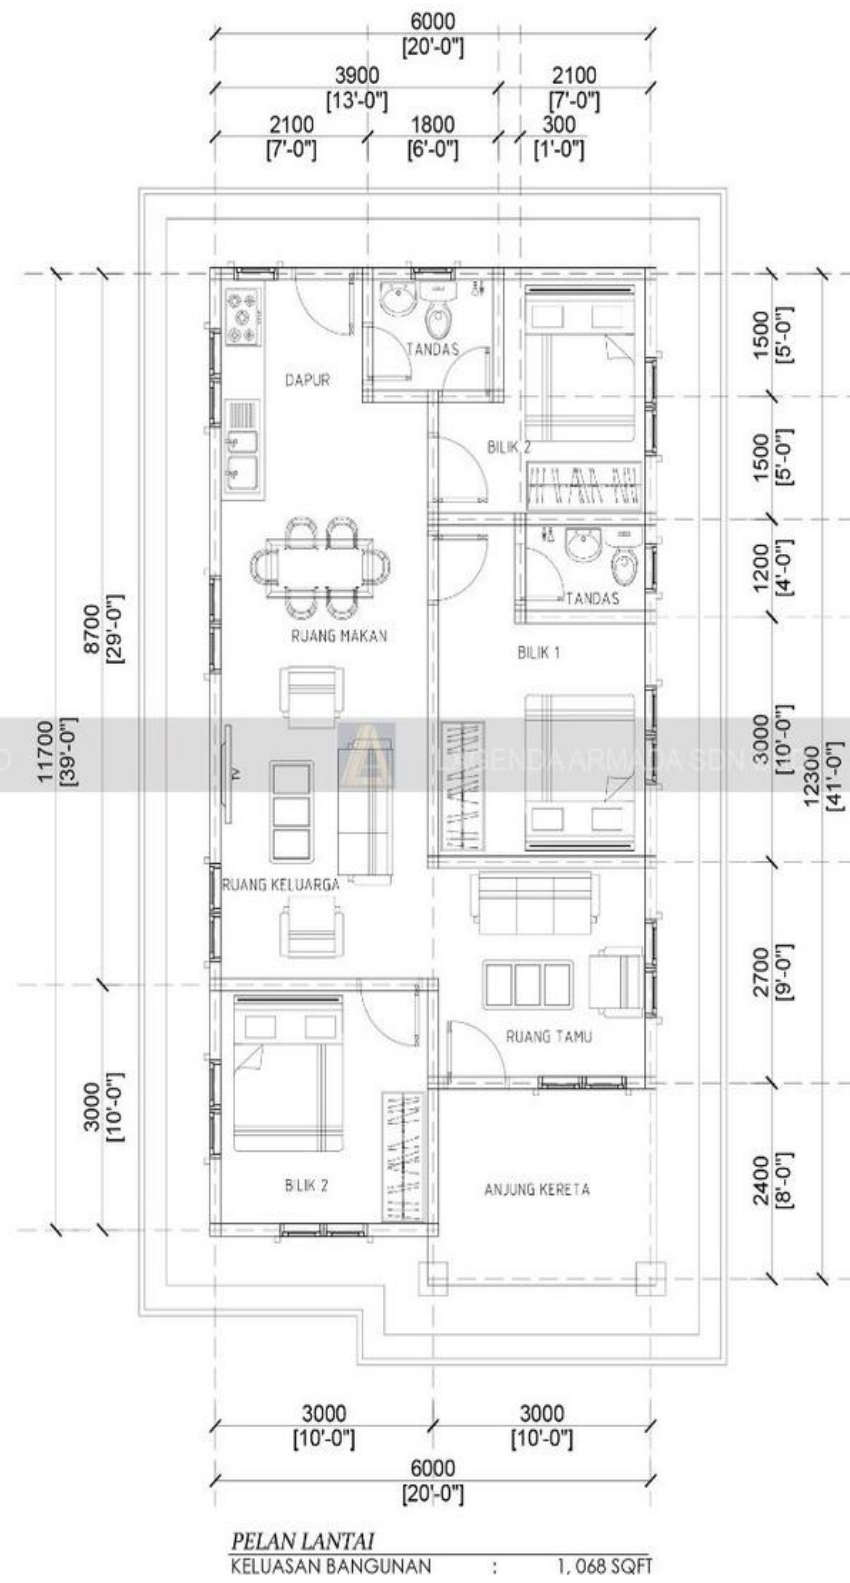 6000
[20'-0"]
3900
[13'-0"]
2100
[7'-0"]
2100
[7'-0"]
1800
[6'-0"]
300
[1'-0"]
1500
[5'-0"]
TANDAS
DAPUR
BILIK 2
1500
[5'-0"]
1200
[4'-0"]
TANDAS
8700
[29'-0"]
RUANG MAKAN
BILIK 1
3000
[10'-0"]
11700
[39'-0"]
TV
ARMADA SDN
12300
[41'-0"]
RUANG KELUARGA
2700
[9'-0"]
RUANG TAMU
3000
[10'-0"]
BILIK 2
ANJUNG KERETA
2400
[8'-0"]
3000
[10'-0"]
3000
[10'-0"]
6000
[20'-0"]
PELAN LANTAI
KELUASAN BANGUNAN : 1, 068 SQFT